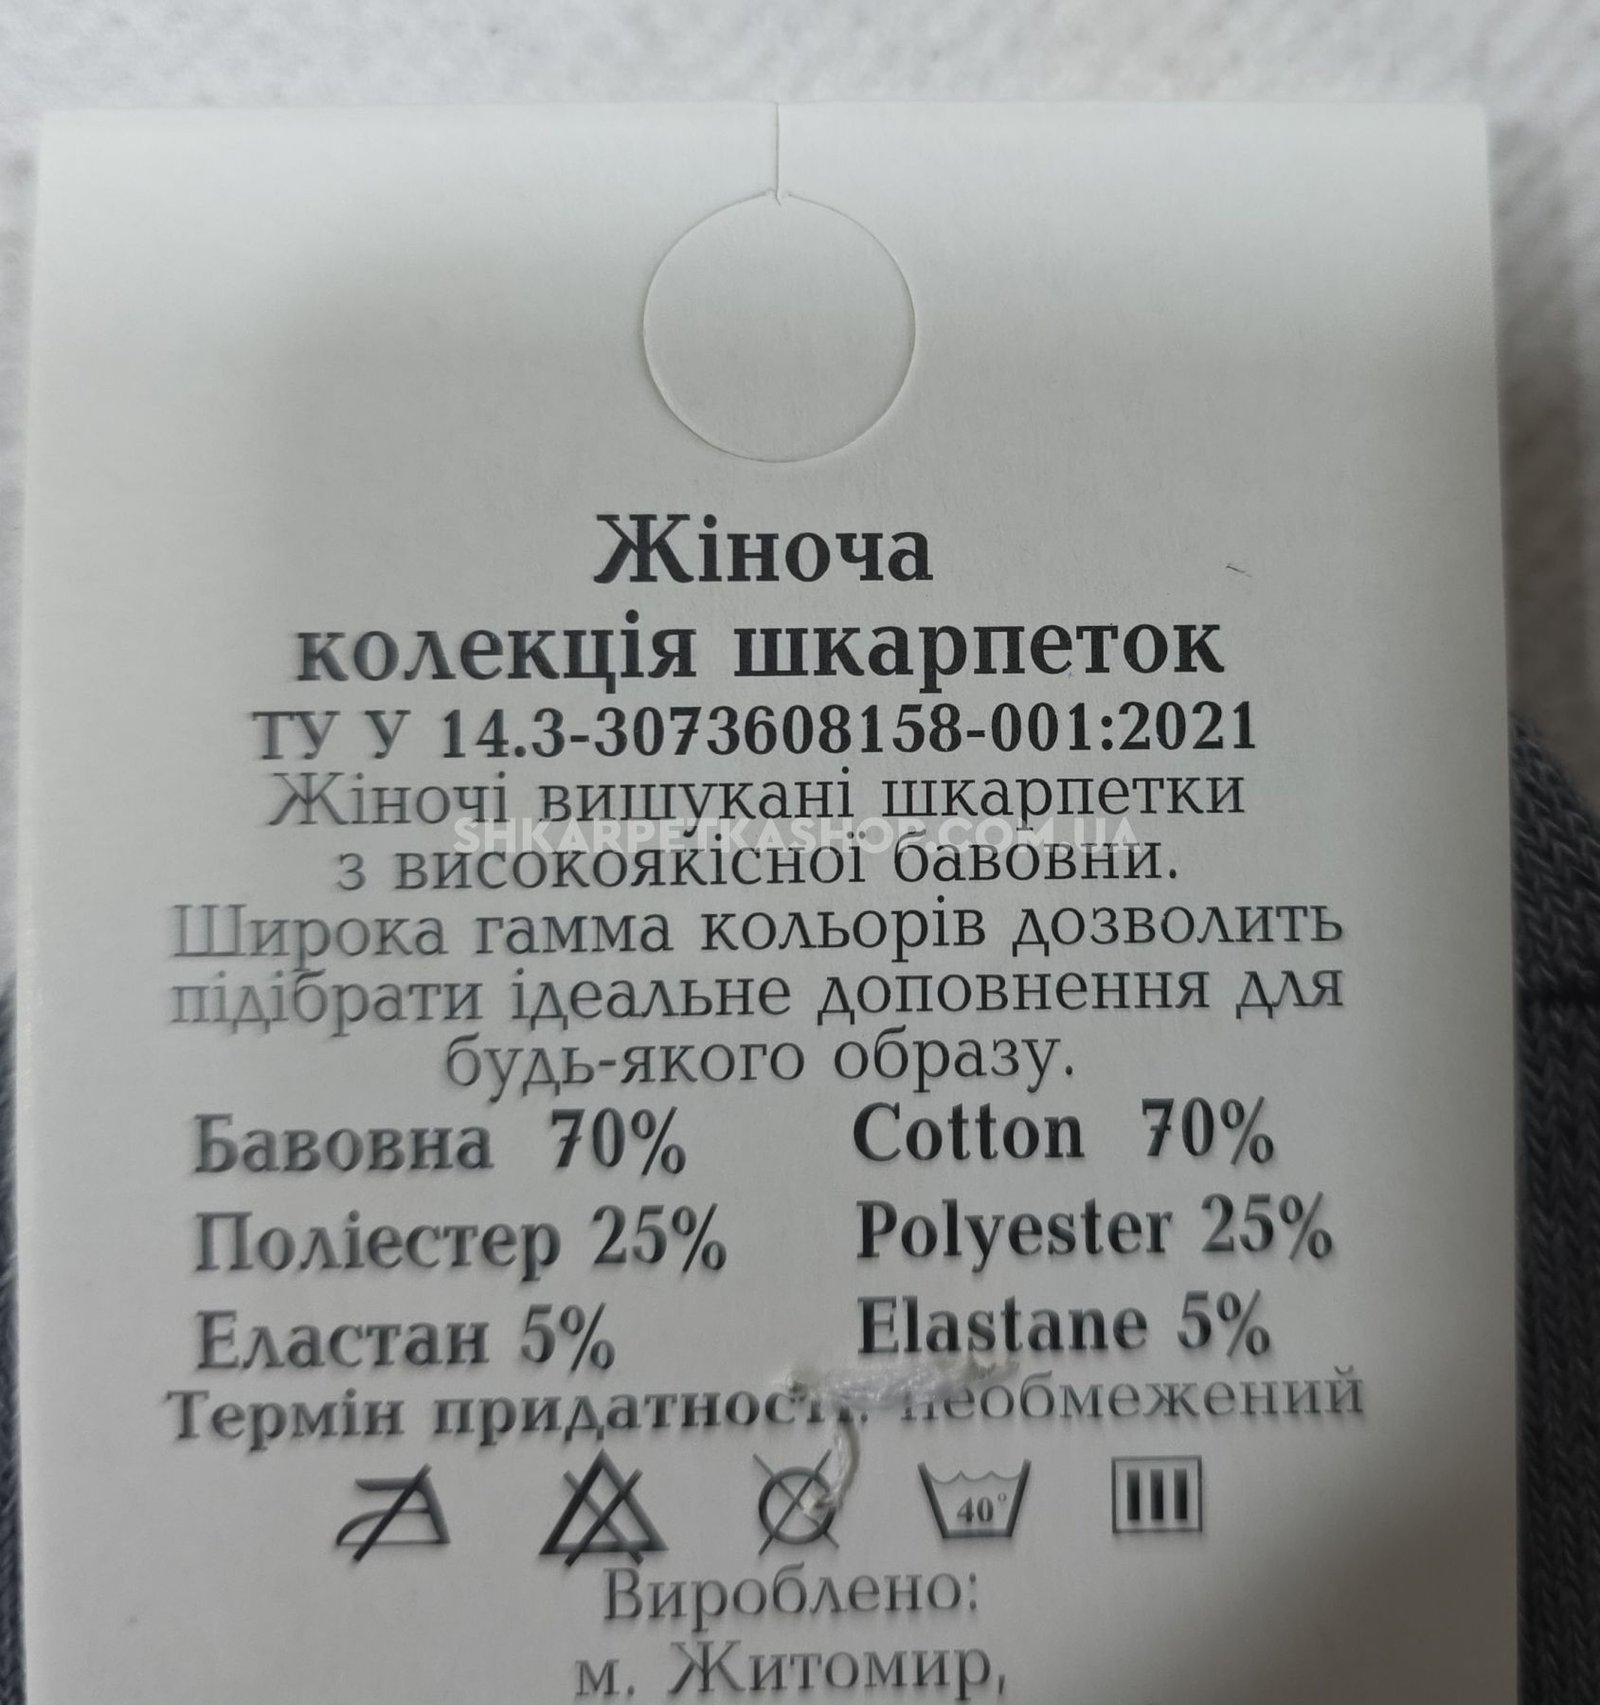 Жіноча
колекція шкарпеток
ТУ У 14.3-3073608158-001:2021
Жіночі вишукані шкарпетки
SHKARPETKASHOP.COM.UA
з високоякісної бавовни.
Широка гамма кольорів дозволить
підібрати ідеальне доповнення для
будь-якого образу.
Бавовна 70% Cotton 70%
Поліестер 25% Polyester 25%
Еластан 5% Elastane 5%
Термін придатності: необмежений
40°
Вироблено:
м. Житомир,